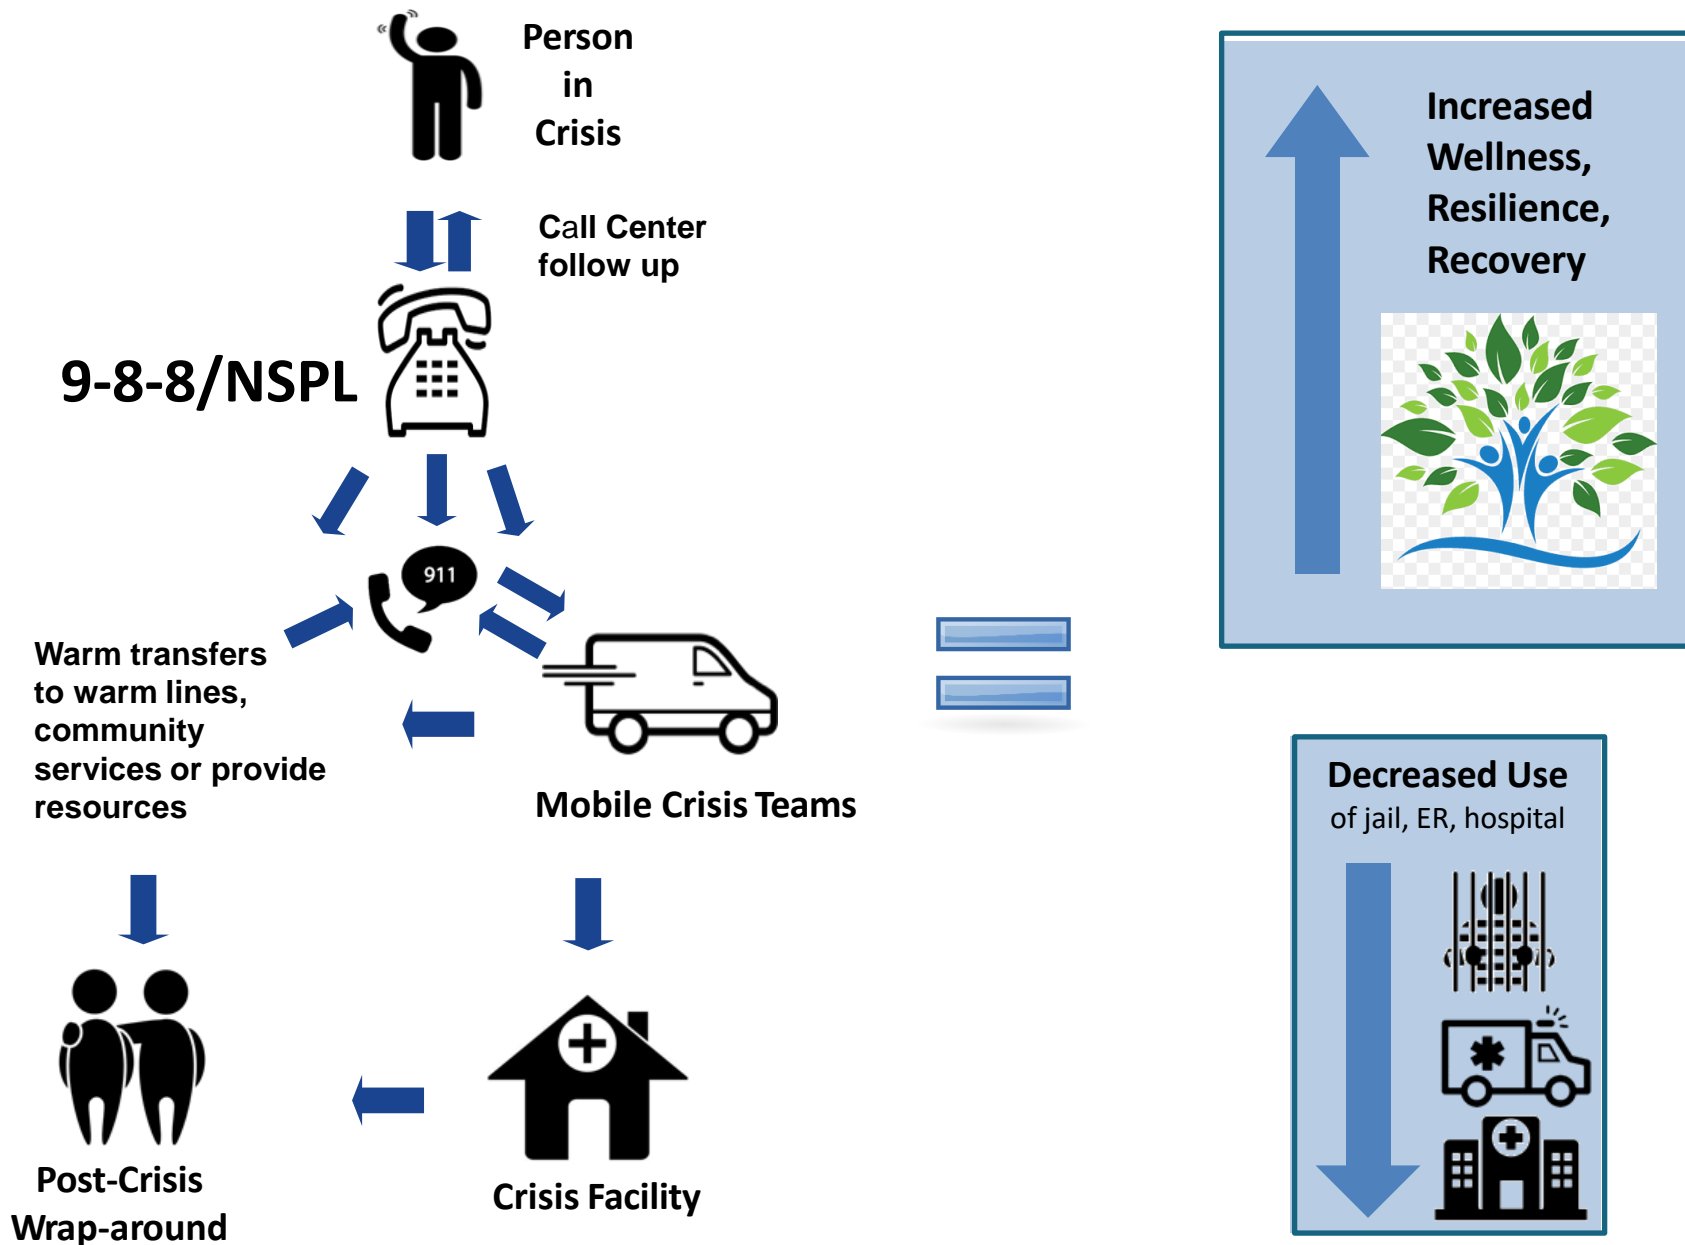 Person
in
Crisis
Call Center
follow up
9-8-8/NSPL
911
Warm transfers
to warm lines,
community
services or provide
resources
Mobile Crisis Teams
Post-Crisis
Wrap-around
Crisis Facility
Increased
Wellness,
Resilience,
Recovery
Decreased Use
of jail, ER, hospital